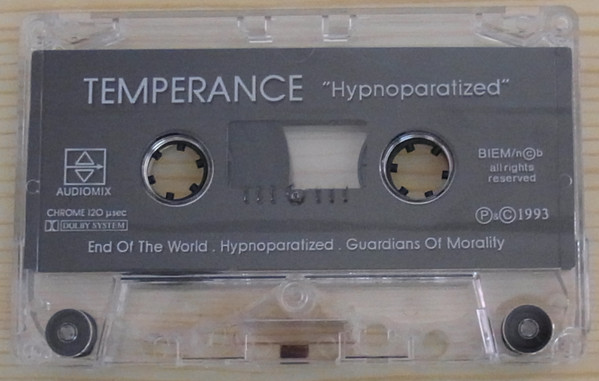 TEMPERANCE "Hypnoparatized"
AUDIOMIX
BIEM/n©b
all rights
reserved
CHROME 120 µsec
DOLBY SYSTEM
Ⓟ&© 1993
End Of The World . Hypnoparatized . Guardians Of Morality